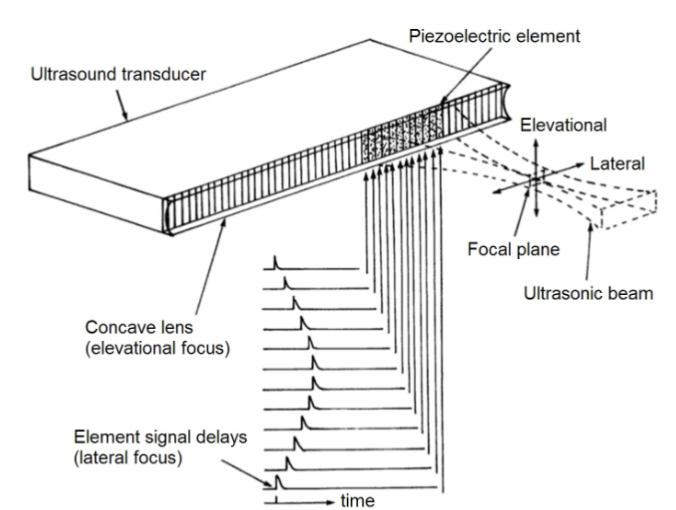 Piezoelectric element
Ultrasound transducer
Elevational
Lateral
Focal plane
Ultrasonic beam
Concave lens
(elevational focus)
Element signal delays
(lateral focus)
time